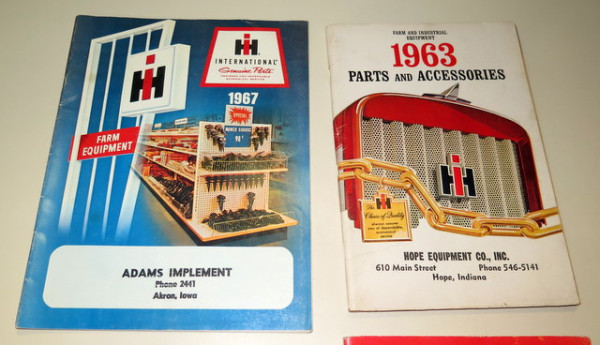 IH
INTERNATIONAL
Genuine Parts
1967
IH
FARM
EQUIPMENT
SPECIAL
ADAMS IMPLEMENT
Phone 2441
Akron, Iowa
FARM AND INDUSTRIAL
EQUIPMENT
1963
PARTS AND ACCESSORIES
IH
The
Choice of Quality
HOPE EQUIPMENT CO., INC.
610 Main Street Phone 546-5141
Hope, Indiana